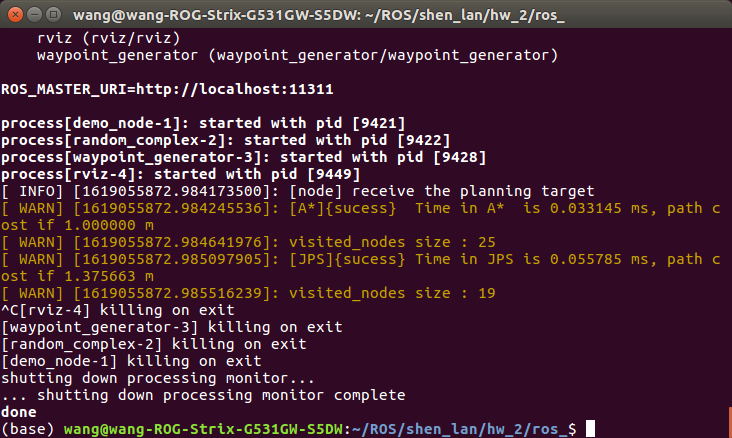 wang@wang-ROG-Strix-G531GW-S5DW: ~/ROS/shen_lan/hw_2/ros_
rviz (rviz/rviz)
waypoint_generator (waypoint_generator/waypoint_generator)
ROS_MASTER_URI=http://localhost:11311
process[demo_node-1]: started with pid [9421]
process[random_complex-2]: started with pid [9422]
process[waypoint_generator-3]: started with pid [9428]
process[rviz-4]: started with pid [9449]
[ INFO] [1619055872.984173500]: [node] receive the planning target
[ WARN] [1619055872.984245536]: [A*]{sucess}  Time in A*  is 0.033145 ms, path c
ost if 1.000000 m
[ WARN] [1619055872.984641976]: visited_nodes size : 25
[ WARN] [1619055872.985097905]: [JPS]{sucess} Time in JPS is 0.055785 ms, path c
ost if 1.375663 m
[ WARN] [1619055872.985516239]: visited_nodes size : 19
^C[rviz-4] killing on exit
[waypoint_generator-3] killing on exit
[random_complex-2] killing on exit
[demo_node-1] killing on exit
shutting down processing monitor...
... shutting down processing monitor complete
done
(base) wang@wang-ROG-Strix-G531GW-S5DW:~/ROS/shen_lan/hw_2/ros_$